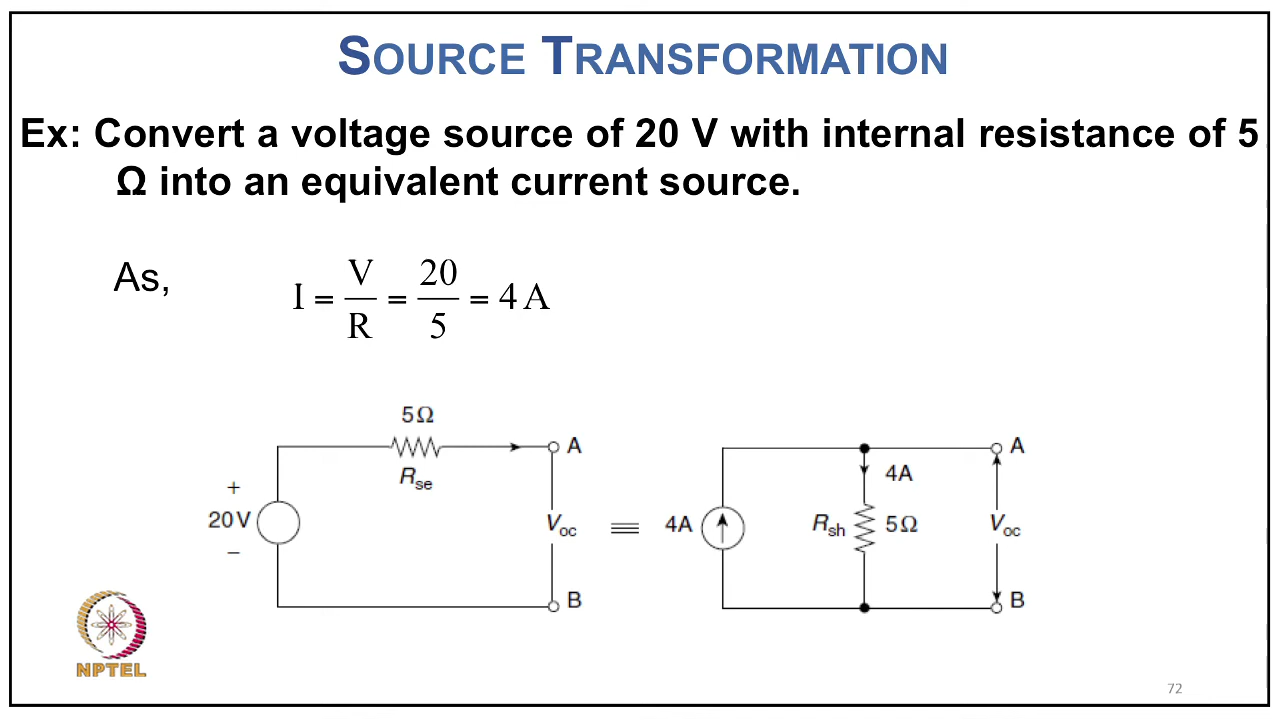 SOURCE TRANSFORMATION
Ex: Convert a voltage source of 20 V with internal resistance of 5
Ω into an equivalent current source.
As,
I = V/R = 20/5 = 4 A
5Ω
Rse
+
20V
−
A
Voc
B
≡
4A
4A
Rsh
5Ω
A
Voc
B
NPTEL
72